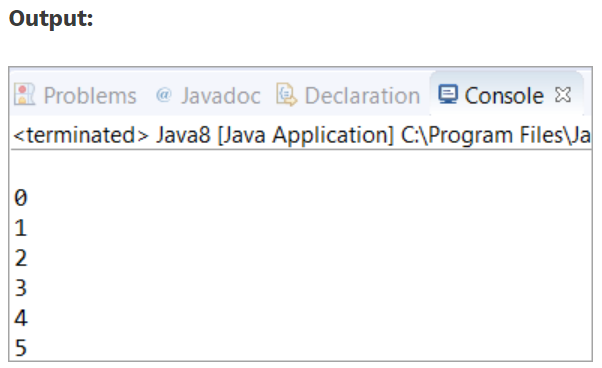 Output:
Problems @ Javadoc Declaration Console
<terminated> Java8 [Java Application] C:\Program Files\Ja
0
1
2
3
4
5